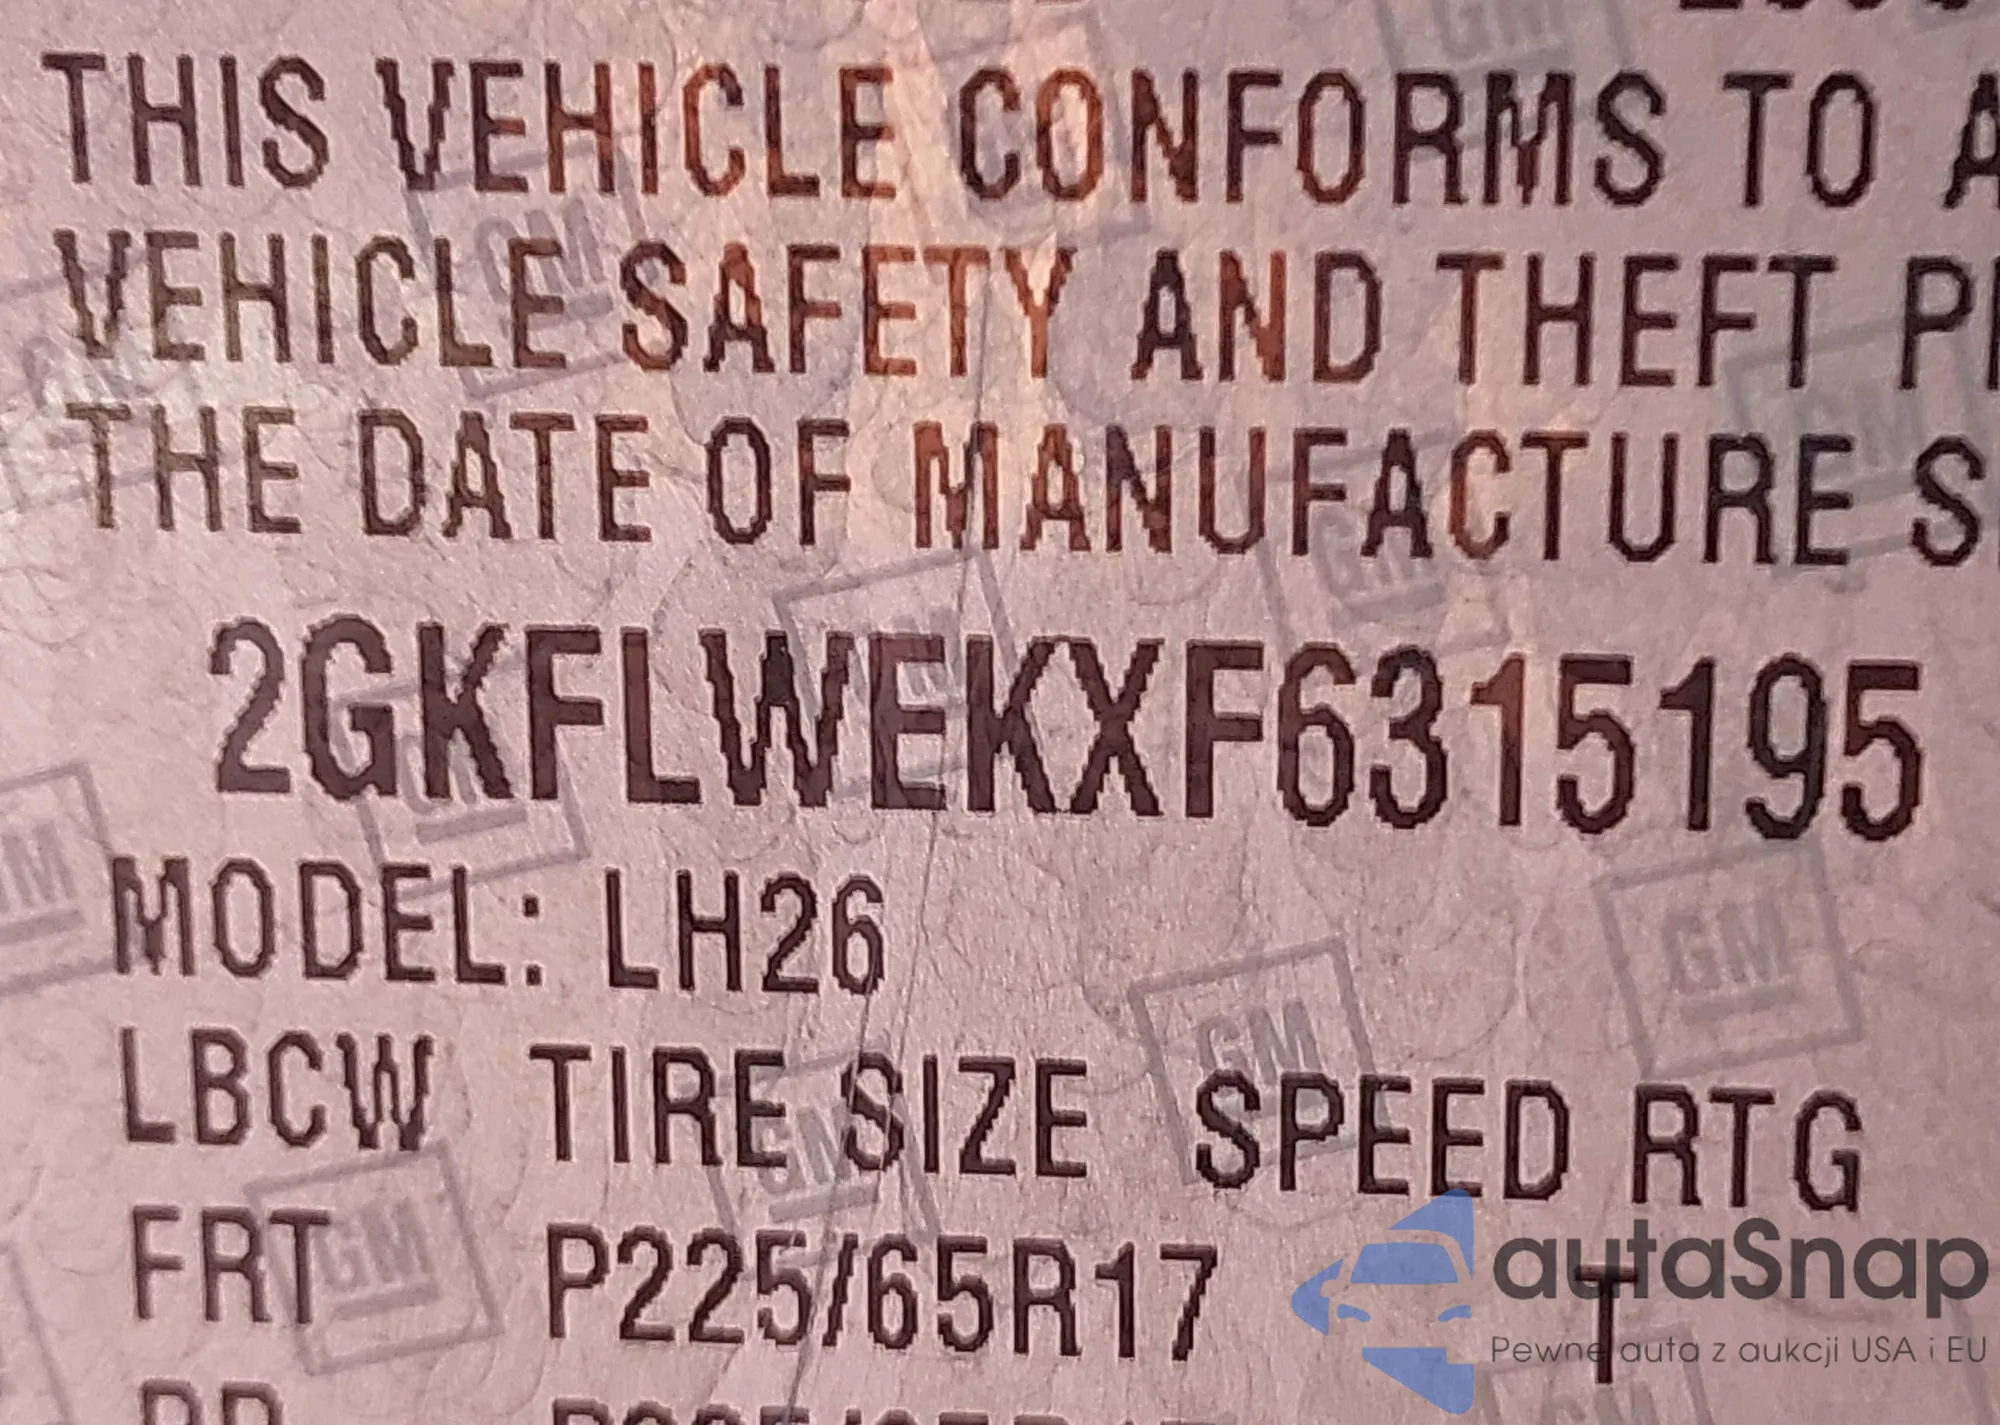 THIS VEHICLE CONFORMS TO A
VEHICLE SAFETY AND THEFT
THE DATE OF MANUFACTURE
2GKFLWEKXF6315195
MODEL: LH26
LBCW TIRE SIZE SPEED RTG
FRT P225/65R17 T
GM
autaSnap
Pewne auta z aukcji USA i EU